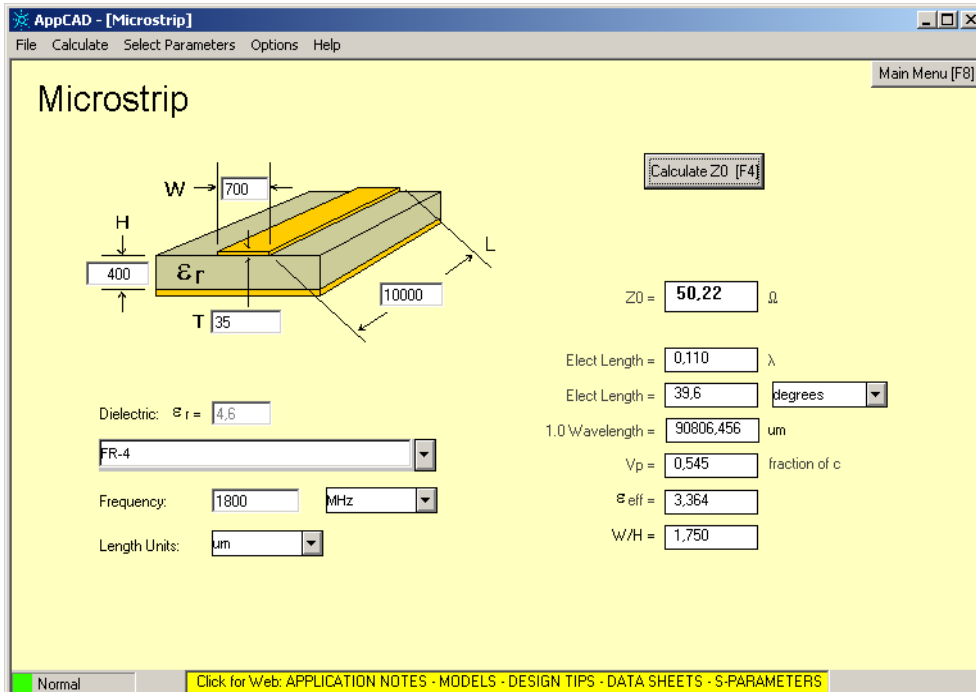 AppCAD - [Microstrip]
File Calculate Select Parameters Options Help
Main Menu [F8]
Microstrip
Calculate Z0 [F4]
W 700
H
400
εr
L
10000
T 35
Z0 = 50,22 Ω
Elect Length = 0,110 λ
Elect Length = 39,6 degrees
1.0 Wavelength = 90806,456 um
Vp = 0,545 fraction of c
εeff = 3,364
W/H = 1,750
Dielectric: εr = 4,6
FR-4
Frequency: 1800 MHz
Length Units: um
Normal
Click for Web: APPLICATION NOTES - MODELS - DESIGN TIPS - DATA SHEETS - S-PARAMETERS